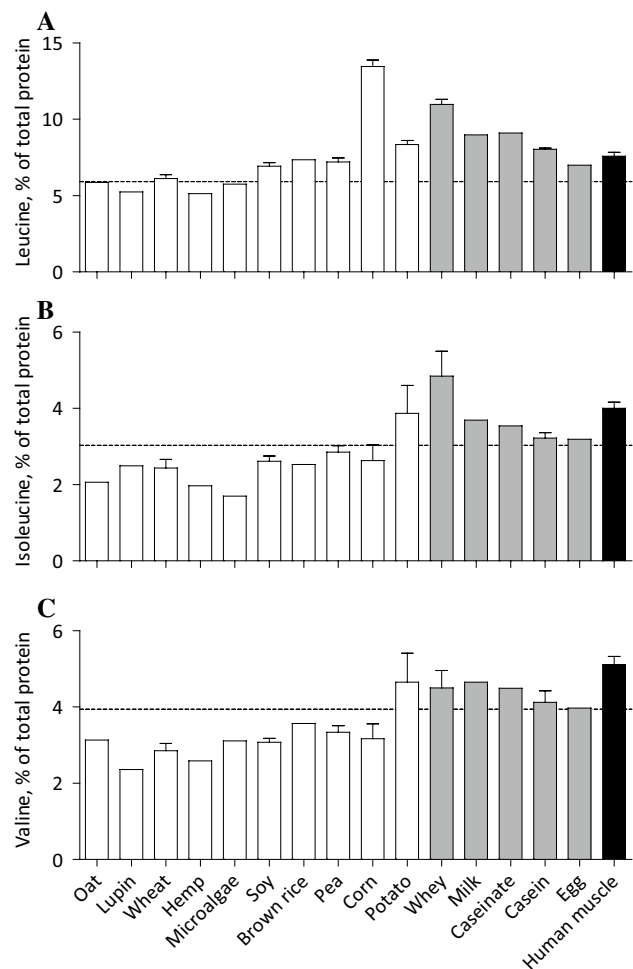 A
Leucine, % of total protein
15
10
5
0
B
Isoleucine, % of total protein
6
4
2
0
C
Valine, % of total protein
6
4
2
0
Oat
Lupin
Wheat
Hemp
Microalgae
Soy
Brown rice
Pea
Corn
Potato
Whey
Milk
Caseinate
Casein
Egg
Human muscle